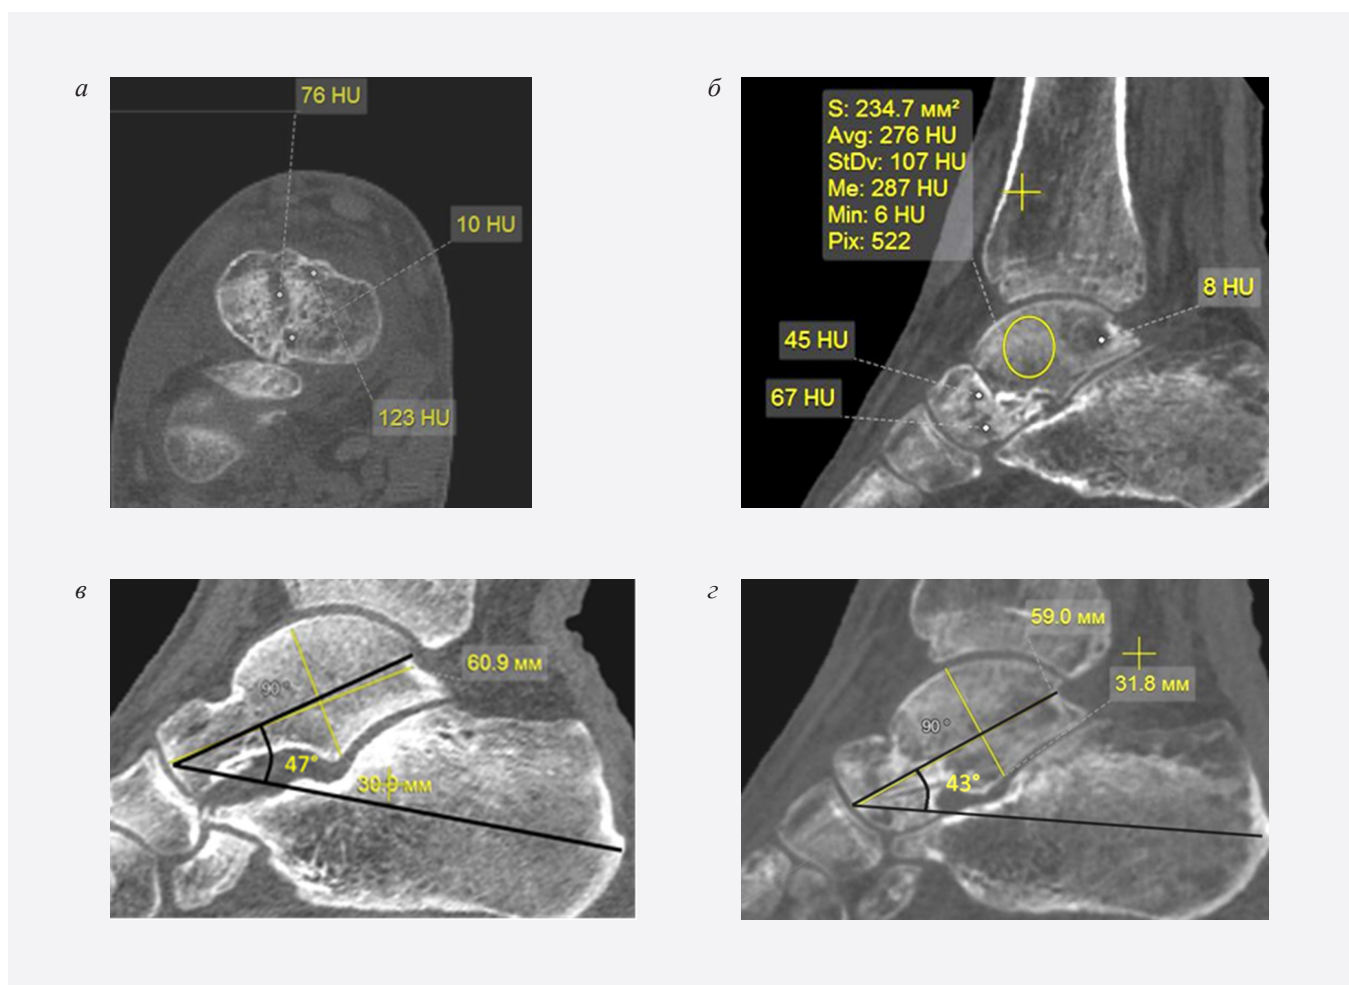 а
76 HU
10 HU
123 HU
б
S: 234.7 мм²
Avg: 276 HU
StDv: 107 HU
Me: 287 HU
Min: 6 HU
Pix: 522
8 HU
45 HU
67 HU
в
60.9 мм
90°
47°
30.9 мм
г
59.0 мм
31.8 мм
90°
43°